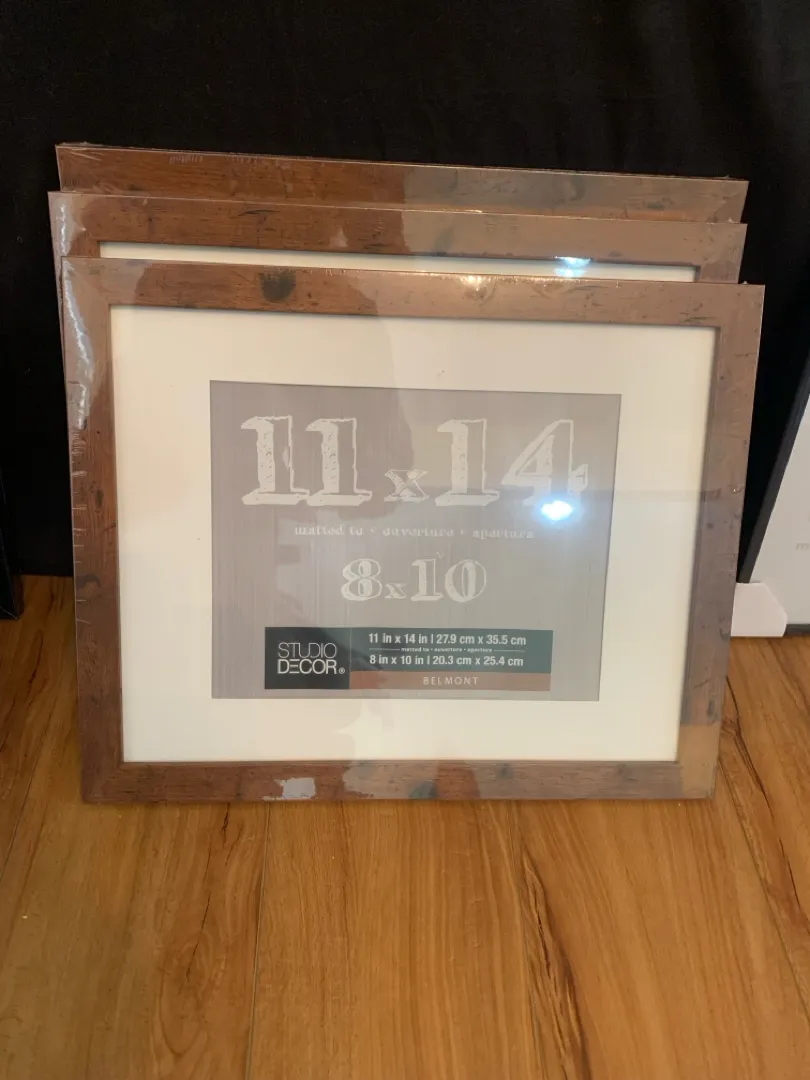 11x14
matted to • ouverture • apertura
8x10
STUDIO
DECOR®
11 in x 14 in | 27.9 cm x 35.5 cm
matted to • ouverture • apertura
8 in x 10 in | 20.3 cm x 25.4 cm
BELMONT